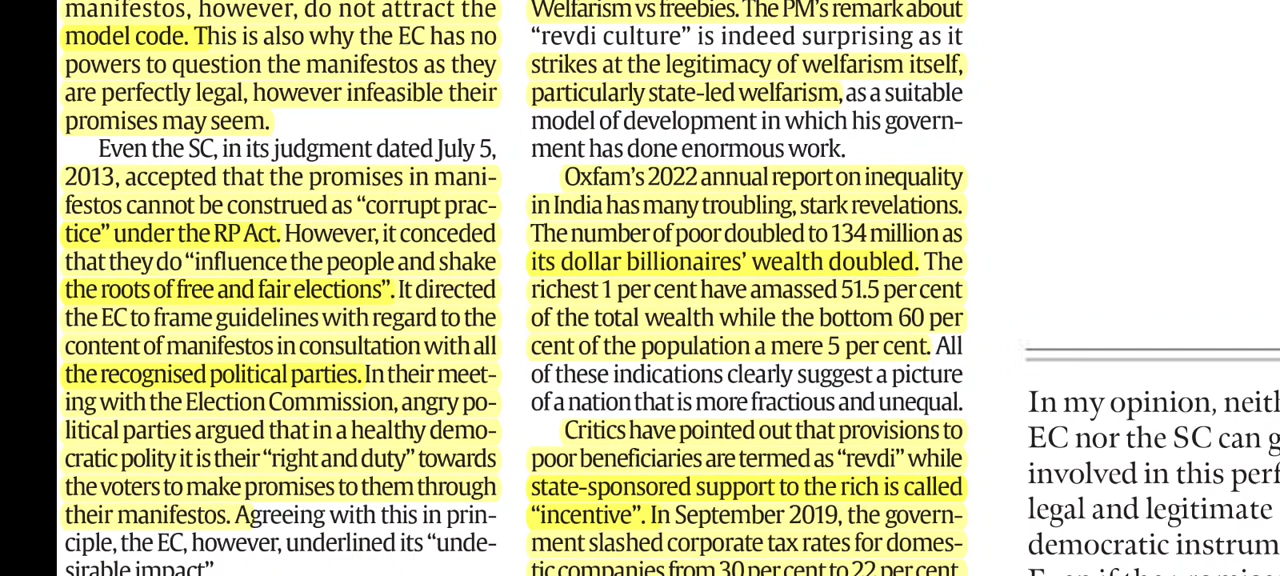 manifestos, however, do not attract the
model code. This is also why the EC has no
powers to question the manifestos as they
are perfectly legal, however infeasible their
promises may seem.
Even the SC, in its judgment dated July 5,
2013, accepted that the promises in mani-
festos cannot be construed as “corrupt prac-
tice” under the RP Act. However, it conceded
that they do “influence the people and shake
the roots of free and fair elections”. It directed
the EC to frame guidelines with regard to the
content of manifestos in consultation with all
the recognised political parties. In their meet-
ing with the Election Commission, angry po-
litical parties argued that in a healthy demo-
cratic polity it is their “right and duty” towards
the voters to make promises to them through
their manifestos. Agreeing with this in prin-
ciple, the EC, however, underlined its “unde-
sirable impact”.
Welfarism vs freebies. The PM’s remark about
“revdi culture” is indeed surprising as it
strikes at the legitimacy of welfarism itself,
particularly state-led welfarism, as a suitable
model of development in which his govern-
ment has done enormous work.
Oxfam’s 2022 annual report on inequality
in India has many troubling, stark revelations.
The number of poor doubled to 134 million as
its dollar billionaires’ wealth doubled. The
richest 1 per cent have amassed 51.5 per cent
of the total wealth while the bottom 60 per
cent of the population a mere 5 per cent. All
of these indications clearly suggest a picture
of a nation that is more fractious and unequal.
Critics have pointed out that provisions to
poor beneficiaries are termed as “revdi” while
state-sponsored support to the rich is called
“incentive”. In September 2019, the govern-
ment slashed corporate tax rates for domes-
tic companies from 30 per cent to 22 per cent,
In my opinion, neith
EC nor the SC can g
involved in this perf
legal and legitimate
democratic instrum